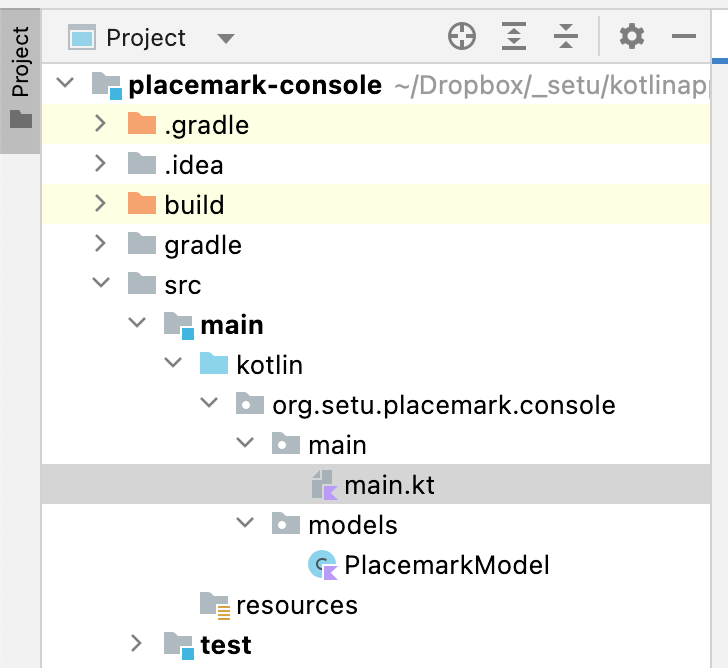 Project
Project
placemark-console ~/Dropbox/_setu/kotlinap
.gradle
.idea
build
gradle
src
main
kotlin
org.setu.placemark.console
main
main.kt
models
PlacemarkModel
resources
test